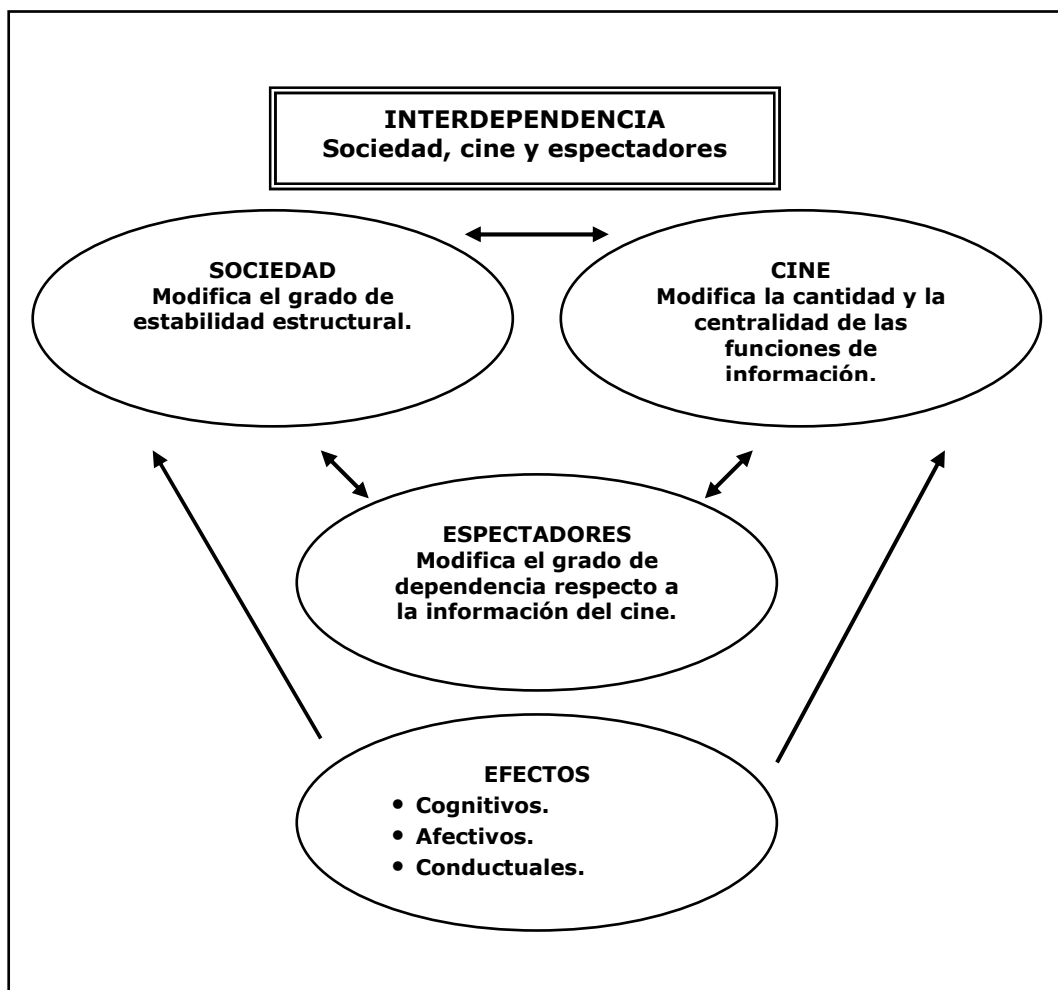 INTERDEPENDENCIA
Sociedad, cine y espectadores
SOCIEDAD
Modifica el grado de
estabilidad estructural.
CINE
Modifica la cantidad y la
centralidad de las
funciones de
información.
ESPECTADORES
Modifica el grado de
dependencia respecto a
la información del cine.
EFECTOS
• Cognitivos.
• Afectivos.
• Conductuales.